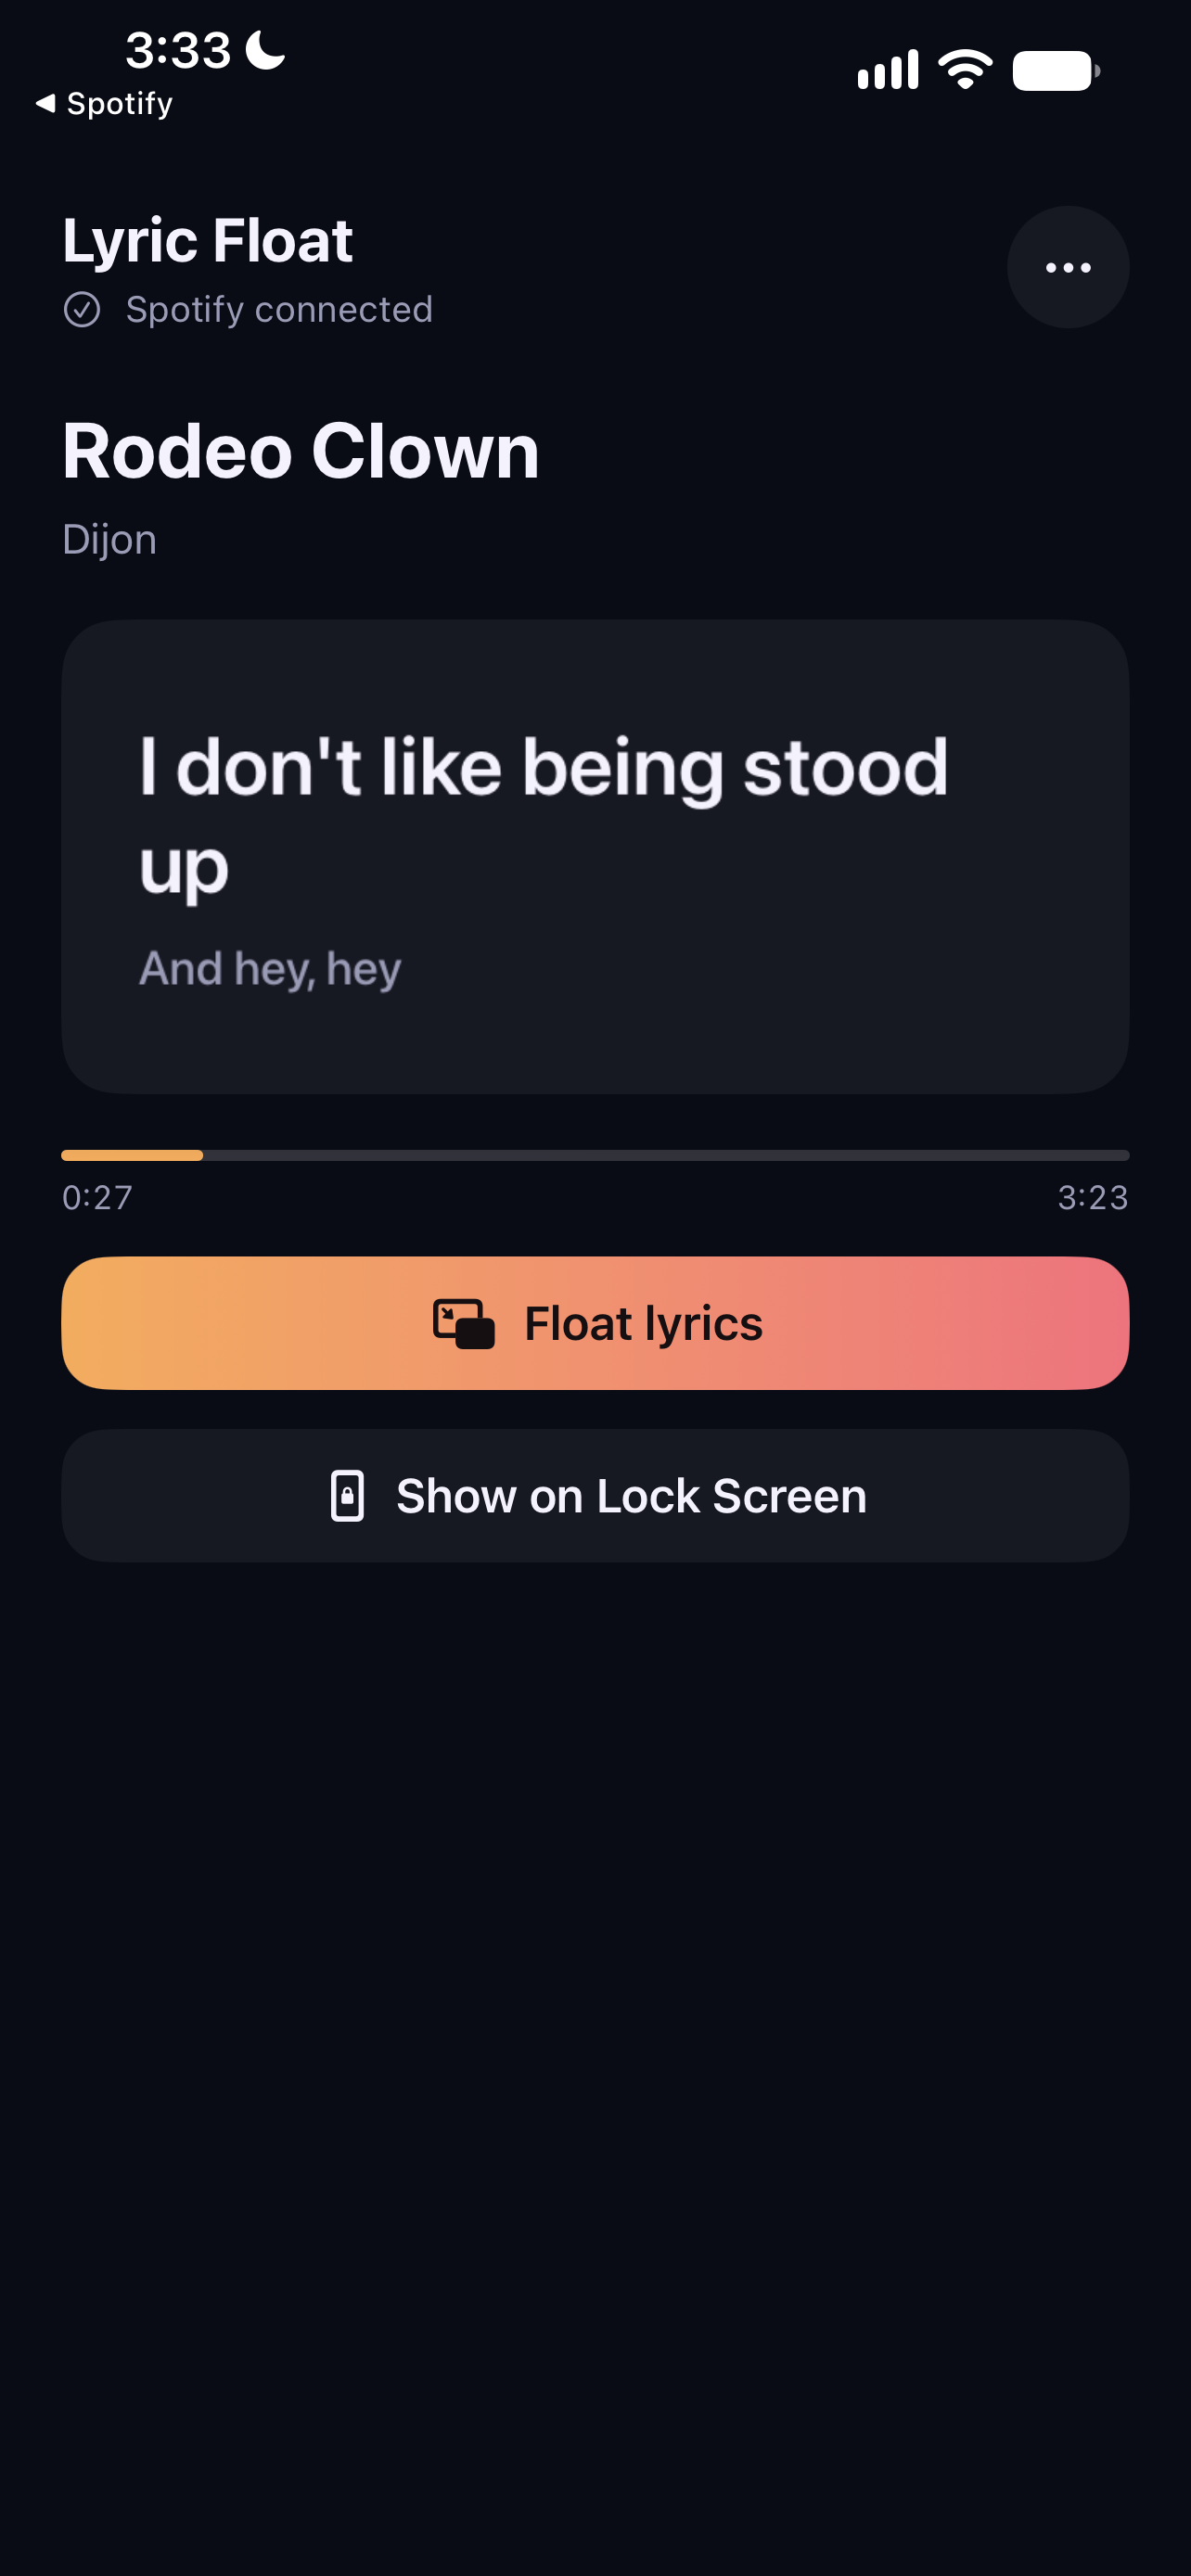 3:33
Spotify
Lyric Float
Spotify connected
Rodeo Clown
Dijon
I don't like being stood
up
And hey, hey
0:27 3:23
Float lyrics
Show on Lock Screen